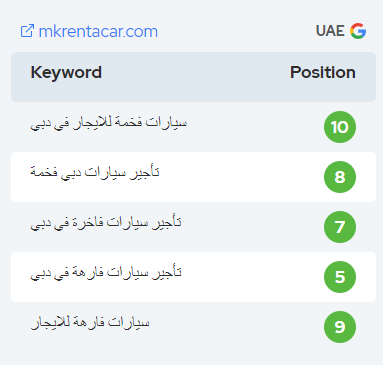 mkrentacar.com UAE
Keyword Position
سيارات فخمة للايجار في دبي 10
تأجير سيارات دبي فخمة 8
تأجير سيارات فاخرة في دبي 7
تأجير سيارات فارهة في دبي 5
سيارات فارهة للايجار 9